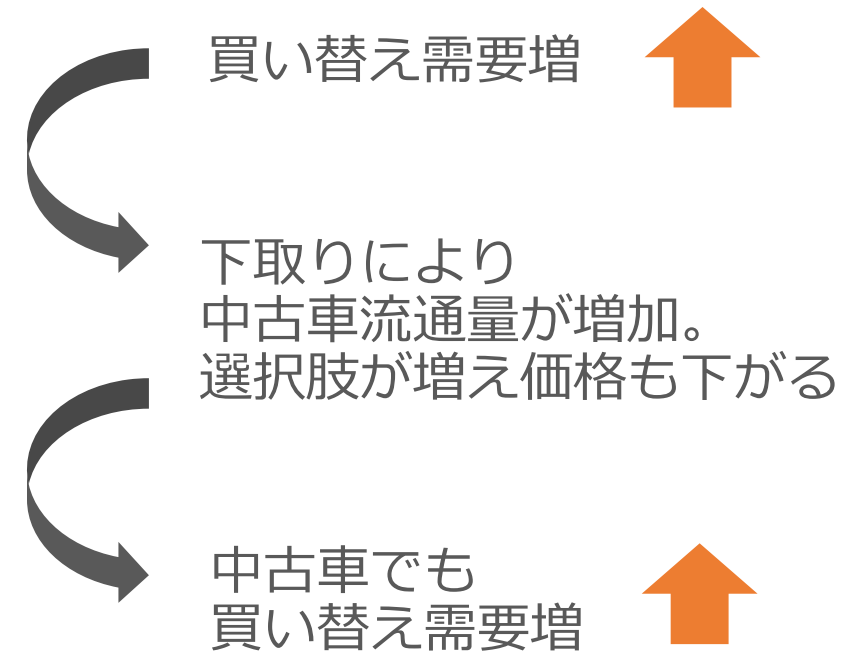 買い替え需要増
下取りにより
中古車流通量が増加。
選択肢が増え価格も下がる
中古車でも
買い替え需要増